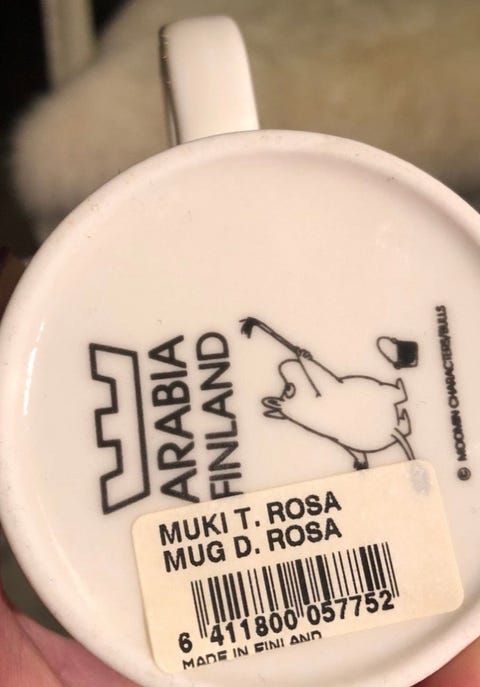 ARABIA
FINLAND
© MOOMIN CHARACTERS/BULLS
MUKI T. ROSA
MUG D. ROSA
6 411800 057752
MADE IN FINLAND